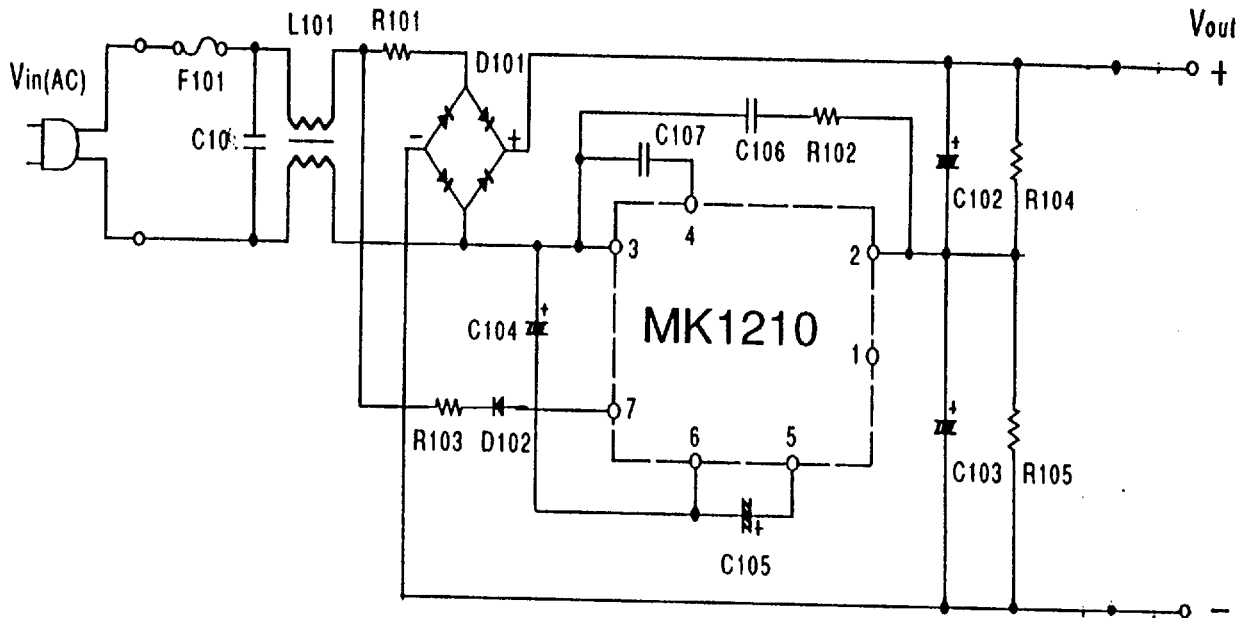 Vout
L101
R101
D101
Vin(AC)
F101
+
-
+
C107
C106
R102
C102
R104
4
3
2
MK1210
C104
+
+
1
7
R103
D102
6
5
C103
R105
+
+
C105
+
-